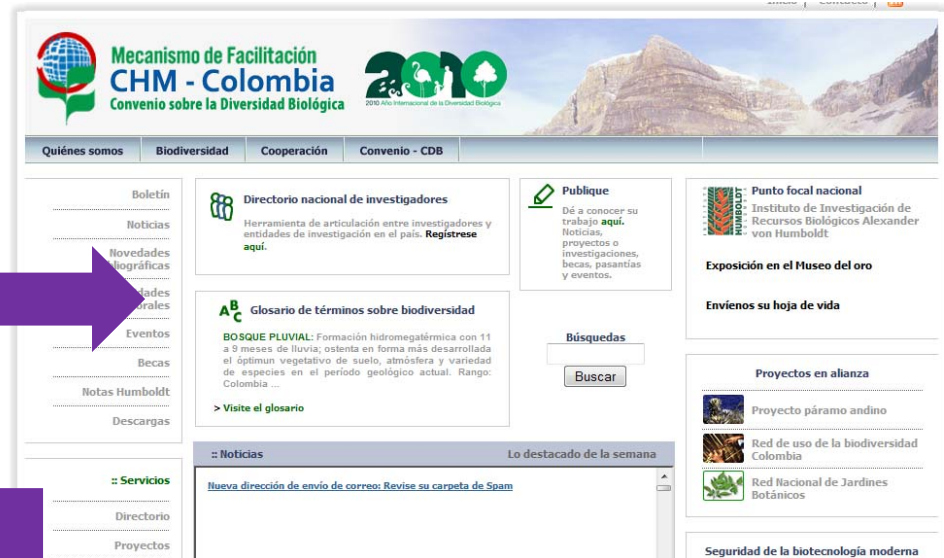 Inicio | Contacto |
Mecanismo de Facilitación
CHM - Colombia
Convenio sobre la Diversidad Biológica
2010
2010 Año Internacional de la Diversidad Biológica
Quiénes somos
Biodiversidad
Cooperación
Convenio - CDB
Boletín
Noticias
Novedades
bliográficas
dades
orales
Eventos
Becas
Notas Humboldt
Descargas
:: Servicios
Directorio
Proyectos
Directorio nacional de investigadores
Herramienta de articulación entre investigadores y
entidades de investigación en el país. Regístrese
aquí.
ABC Glosario de términos sobre biodiversidad
BOSQUE PLUVIAL: Formación hidromegatérmica con 11
a 9 meses de lluvia; ostenta en forma más desarrollada
el óptimun vegetativo de suelo, atmósfera y variedad
de especies en el período geológico actual. Rango:
Colombia ...
> Visite el glosario
Publique
Dé a conocer su
trabajo aquí.
Noticias,
proyectos o
investigaciones,
becas, pasantías
y eventos.
Búsquedas
Buscar
:: Noticias
Lo destacado de la semana
Nueva dirección de envío de correo: Revise su carpeta de Spam
HUMBOLDT
Punto focal nacional
Instituto de Investigación de
Recursos Biológicos Alexander
von Humboldt
Exposición en el Museo del oro
Envíenos su hoja de vida
Proyectos en alianza
Proyecto páramo andino
Red de uso de la biodiversidad
Colombia
Red Nacional de Jardines
Botánicos
Seguridad de la biotecnología moderna